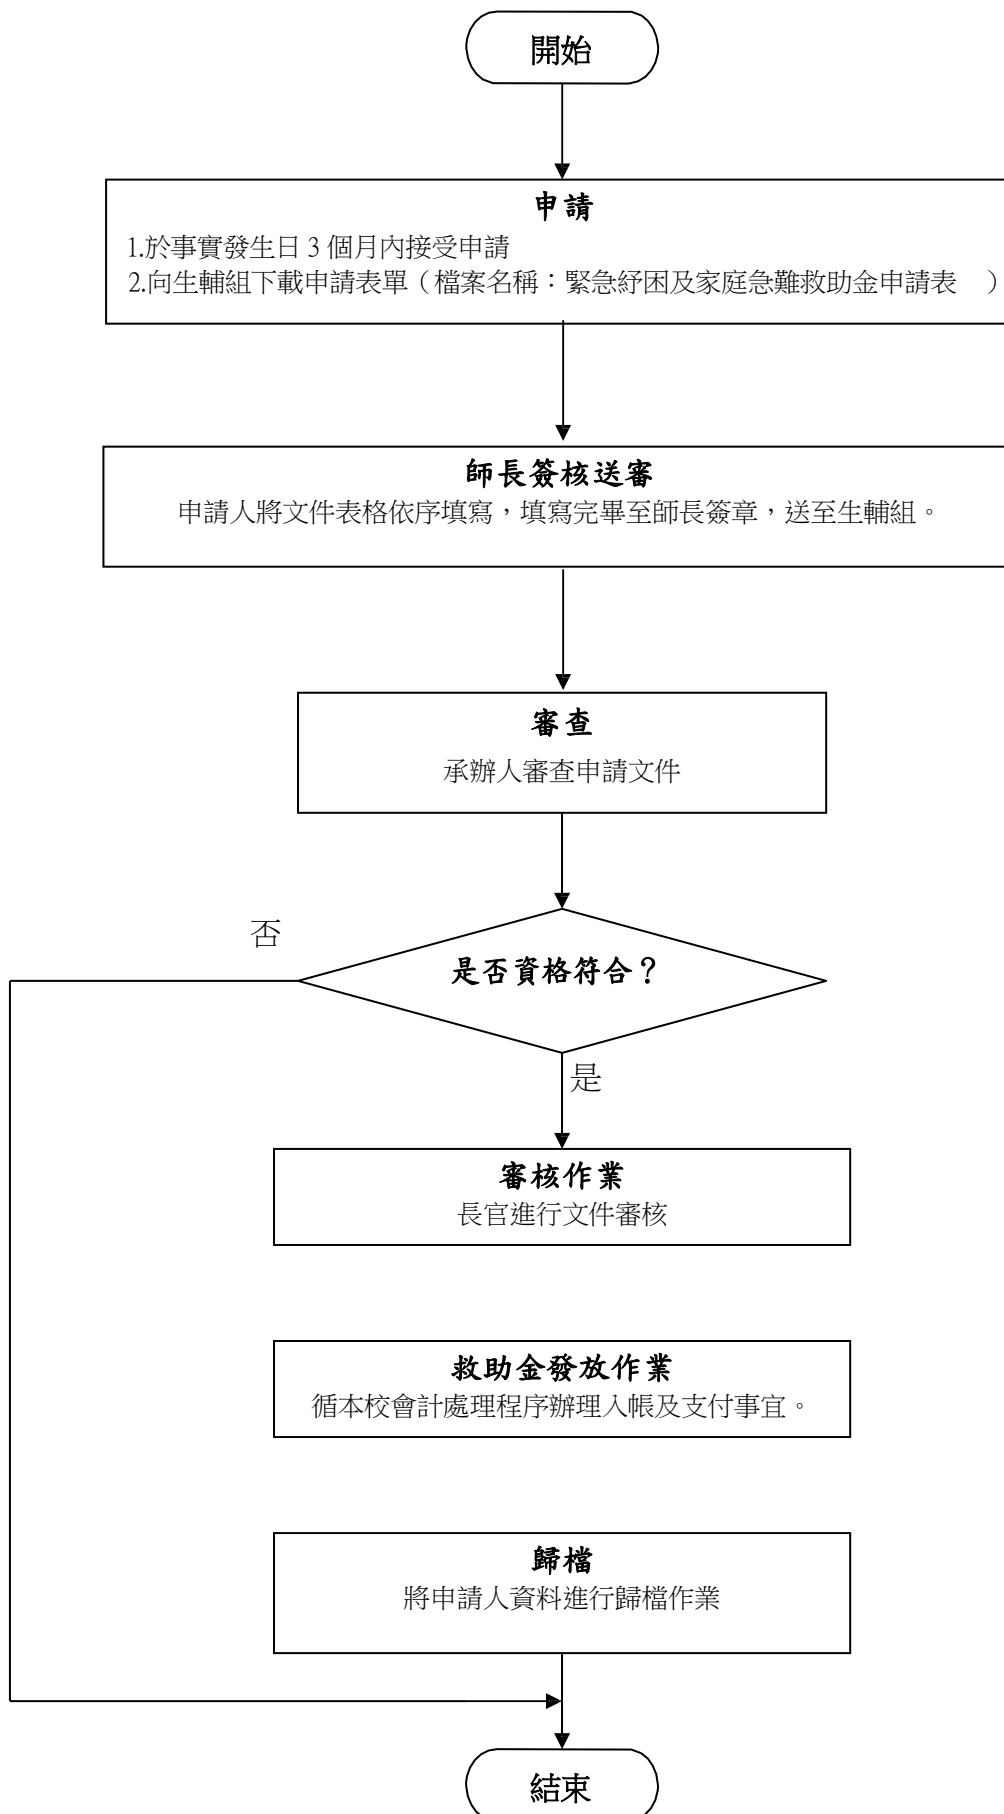 開始
申請
1.於事實發生日 3 個月內接受申請
2.向生輔組下載申請表單（檔案名稱：緊急紓困及家庭急難救助金申請表　）
師長簽核送審
申請人將文件表格依序填寫，填寫完畢至師長簽章，送至生輔組。
審查
承辦人審查申請文件
否
是否資格符合？
是
審核作業
長官進行文件審核
救助金發放作業
循本校會計處理程序辦理入帳及支付事宜。
歸檔
將申請人資料進行歸檔作業
結束